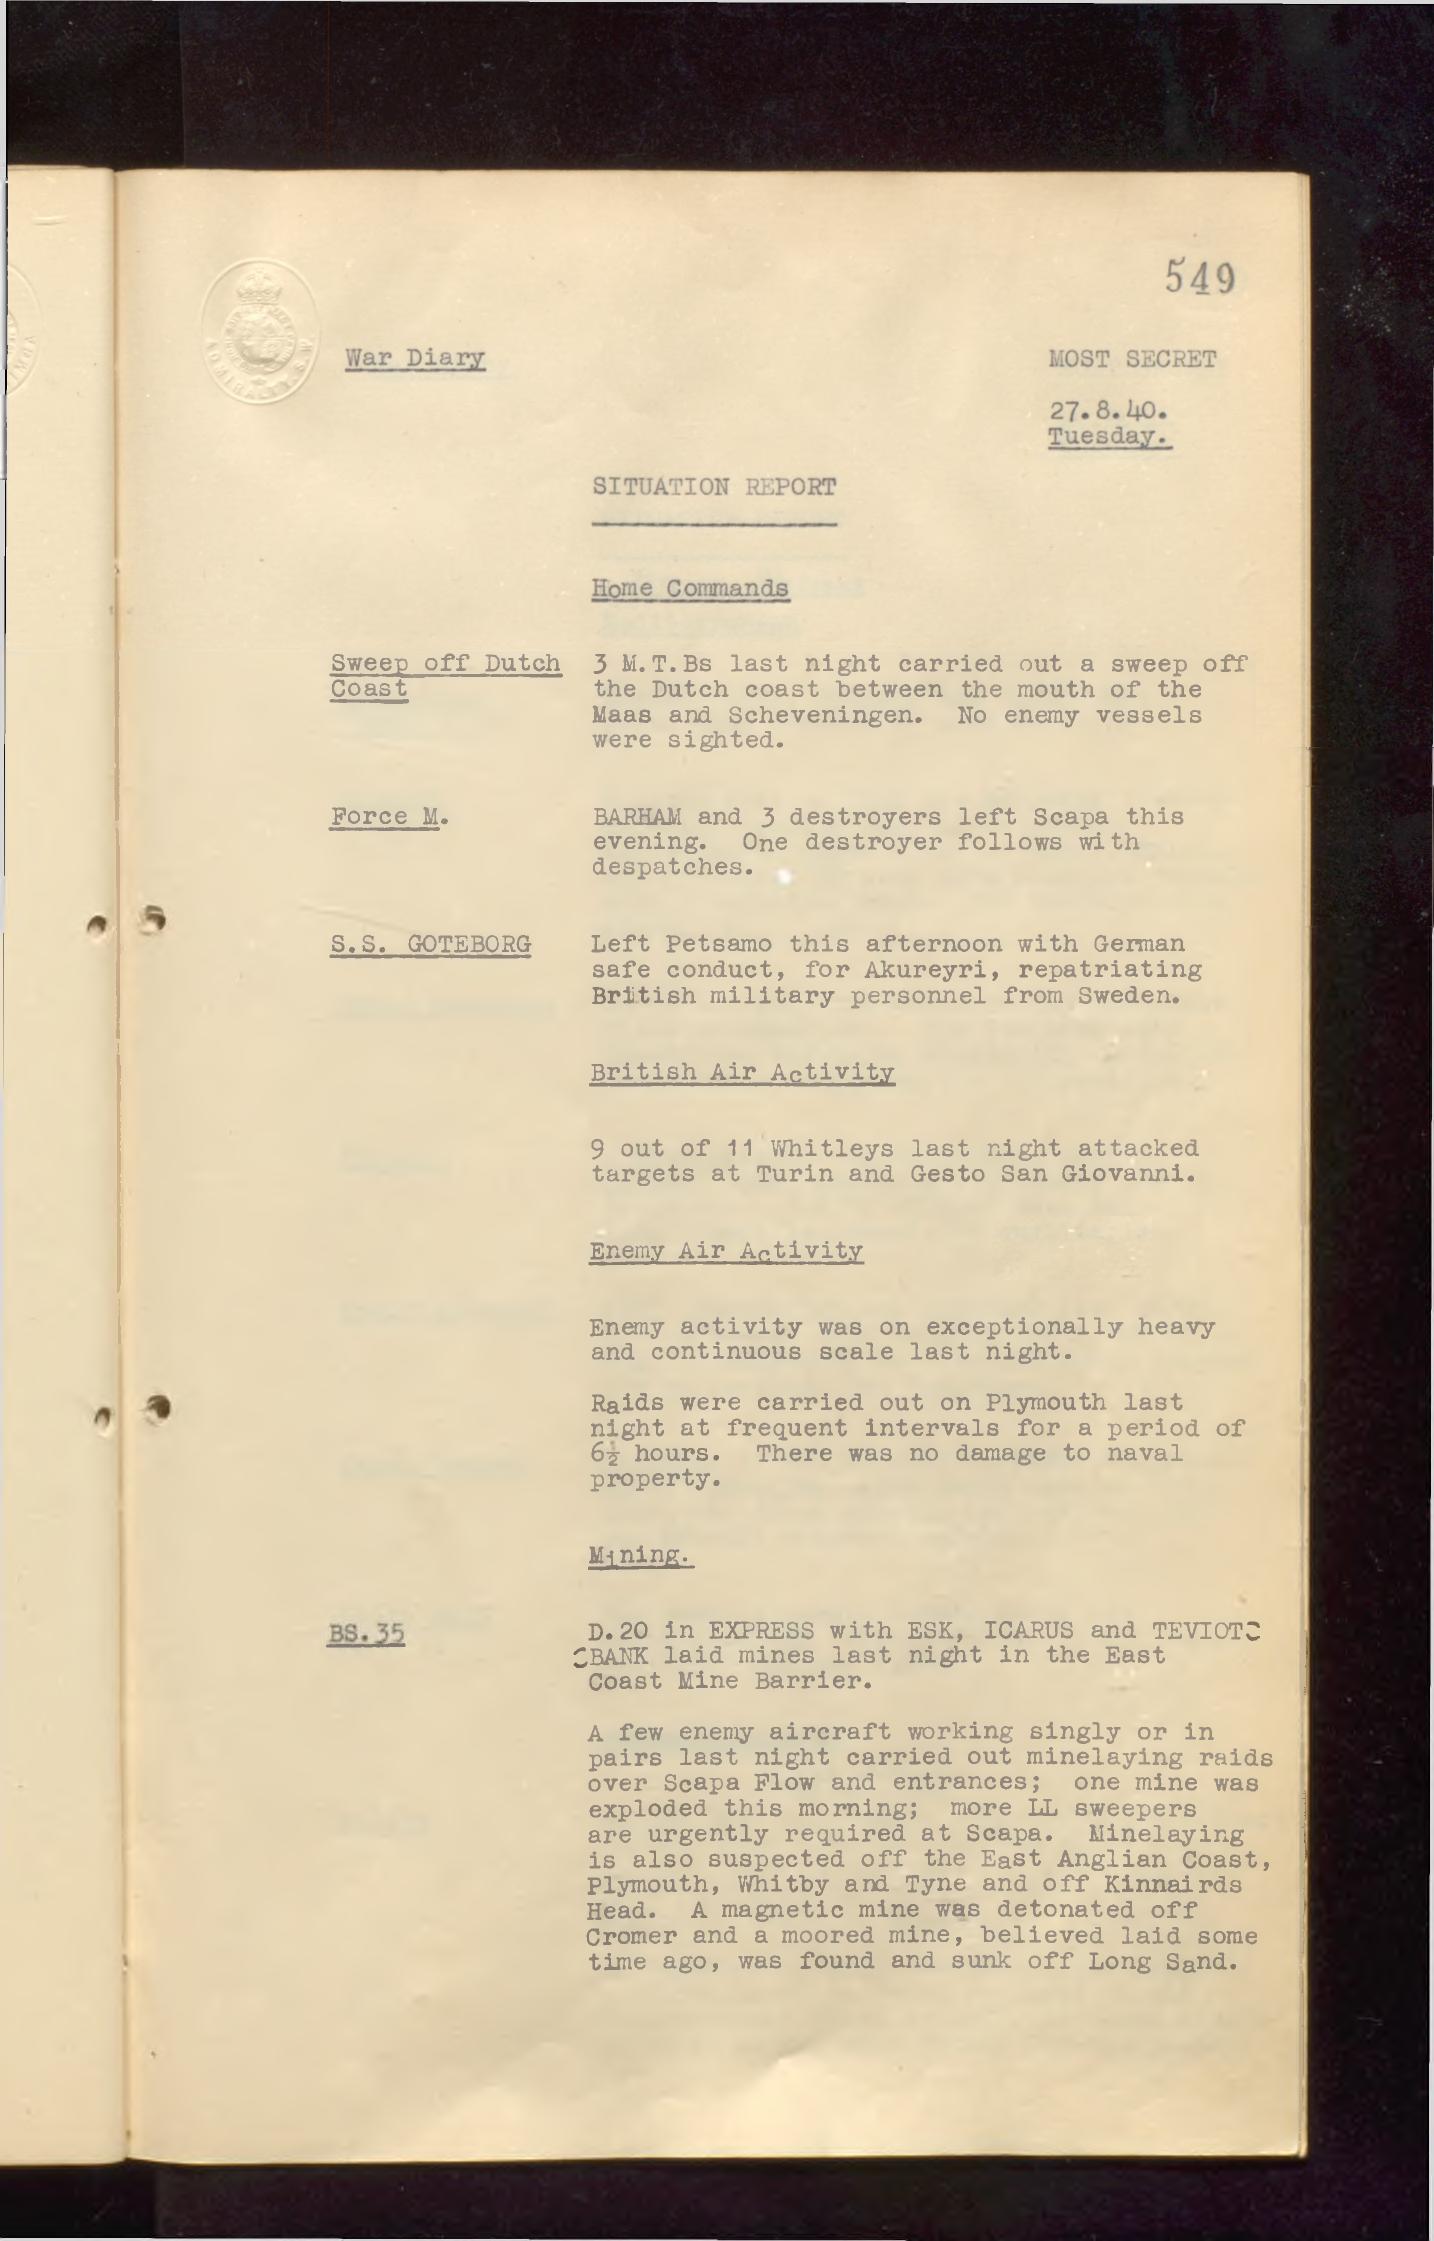 549
War Diary
MOST SECRET
27.8.40.
Tuesday.
SITUATION REPORT
Home Commands
Sweep off Dutch
Coast
3 M.T.Bs last night carried out a sweep off
the Dutch coast between the mouth of the
Maas and Scheveningen. No enemy vessels
were sighted.
Force M.
BARHAM and 3 destroyers left Scapa this
evening. One destroyer follows with
despatches.
S.S. GOTEBORG
Left Petsamo this afternoon with German
safe conduct, for Akureyri, repatriating
British military personnel from Sweden.
British Air Activity
9 out of 11 Whitleys last night attacked
targets at Turin and Gesto San Giovanni.
Enemy Air Activity
Enemy activity was on exceptionally heavy
and continuous scale last night.
Raids were carried out on Plymouth last
night at frequent intervals for a period of
6½ hours. There was no damage to naval
property.
Mining.
BS.35
D.20 in EXPRESS with ESK, ICARUS and TEVIOT-
-BANK laid mines last night in the East
Coast Mine Barrier.
A few enemy aircraft working singly or in
pairs last night carried out minelaying raids
over Scapa Flow and entrances; one mine was
exploded this morning; more LL sweepers
are urgently required at Scapa. Minelaying
is also suspected off the East Anglian Coast,
Plymouth, Whitby and Tyne and off Kinnairds
Head. A magnetic mine was detonated off
Cromer and a moored mine, believed laid some
time ago, was found and sunk off Long Sand.